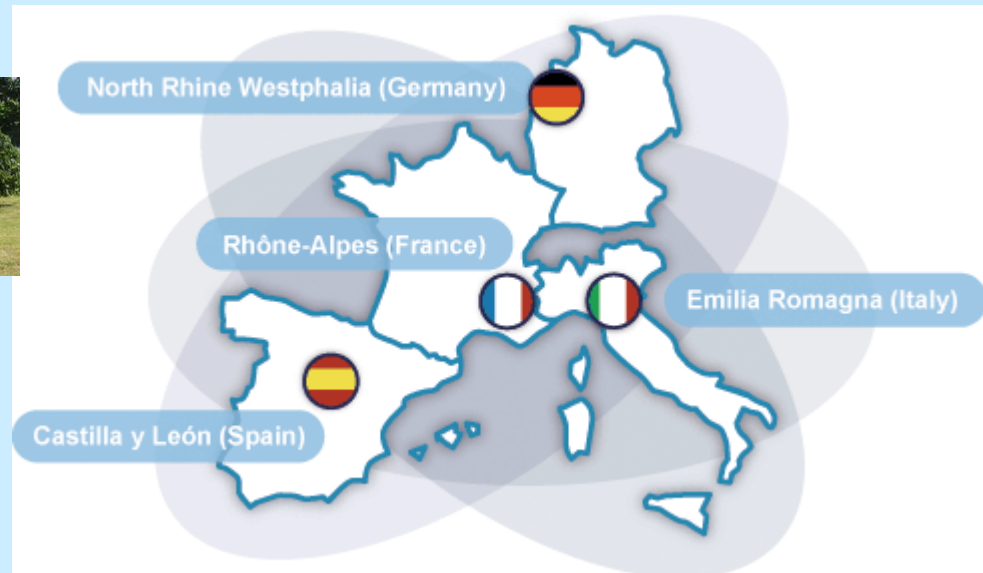 North Rhine Westphalia (Germany)
Rhône-Alpes (France)
Emilia Romagna (Italy)
Castilla y León (Spain)